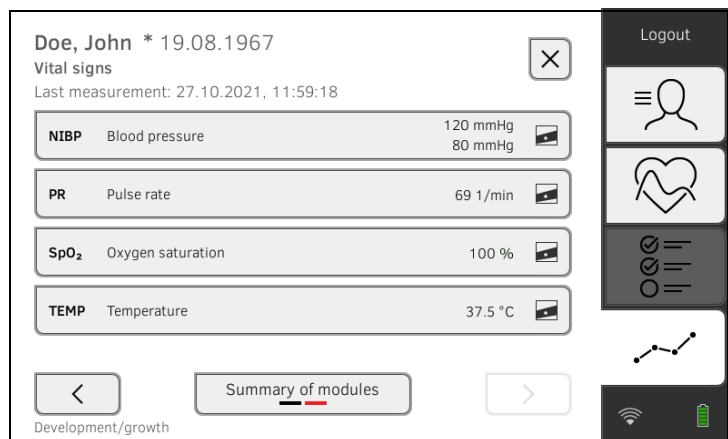 Doe, John * 19.08.1967
Vital signs
Last measurement: 27.10.2021, 11:59:18
NIBP Blood pressure 120 mmHg
80 mmHg
PR Pulse rate 69 1/min
SpO₂ Oxygen saturation 100 %
TEMP Temperature 37.5 °C
Summary of modules
Development/growth
Logout